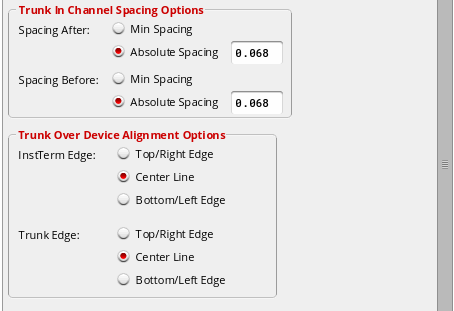 Trunk In Channel Spacing Options
Spacing After: Min Spacing
Absolute Spacing 0.068
Spacing Before: Min Spacing
Absolute Spacing 0.068
Trunk Over Device Alignment Options
InstTerm Edge: Top/Right Edge
Center Line
Bottom/Left Edge
Trunk Edge: Top/Right Edge
Center Line
Bottom/Left Edge